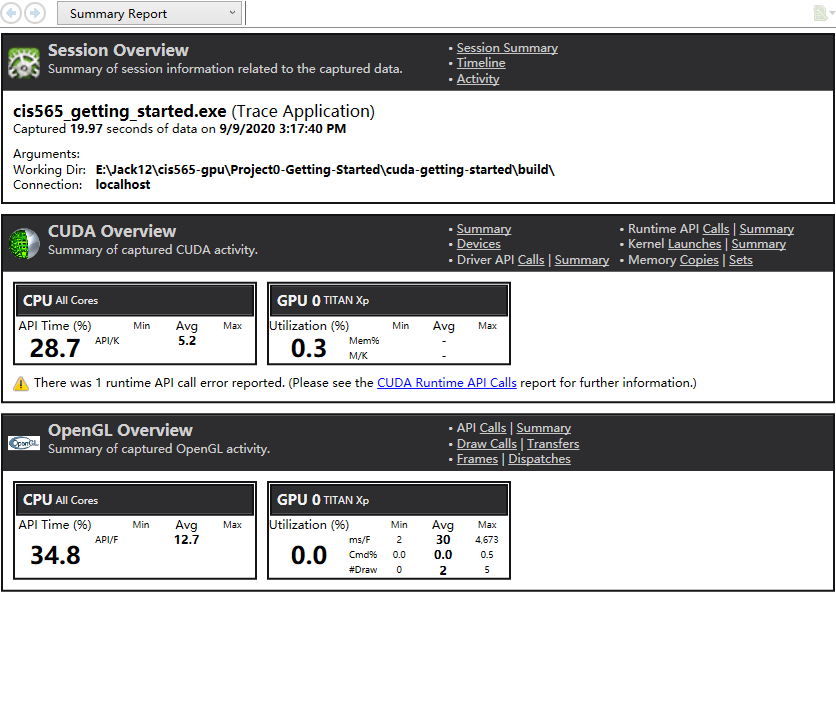 Summary Report
Session Overview
Summary of session information related to the captured data.
• Session Summary
• Timeline
• Activity
cis565_getting_started.exe (Trace Application)
Captured 19.97 seconds of data on 9/9/2020 3:17:40 PM
Arguments:
Working Dir: E:\Jack12\cis565-gpu\Project0-Getting-Started\cuda-getting-started\build\
Connection: localhost
CUDA Overview
Summary of captured CUDA activity.
• Summary
• Devices
• Driver API Calls | Summary
• Runtime API Calls | Summary
• Kernel Launches | Summary
• Memory Copies | Sets
CPU All Cores
API Time (%) Min Avg Max
28.7 API/K 5.2
GPU 0 TITAN Xp
Utilization (%) Min Avg Max
0.3 Mem% -
M/K -
There was 1 runtime API call error reported. (Please see the CUDA Runtime API Calls report for further information.)
OpenGL
OpenGL Overview
Summary of captured OpenGL activity.
• API Calls | Summary
• Draw Calls | Transfers
• Frames | Dispatches
CPU All Cores
API Time (%) Min Avg Max
34.8 API/F 12.7
GPU 0 TITAN Xp
Utilization (%) Min Avg Max
ms/F 2 30 4,673
0.0 Cmd% 0.0 0.0 0.5
#Draw 0 2 5